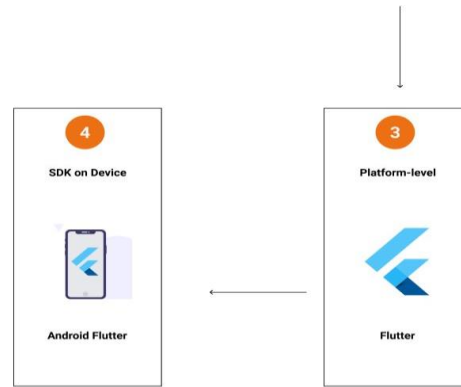 4
SDK on Device
Android Flutter
3
Platform-level
Flutter